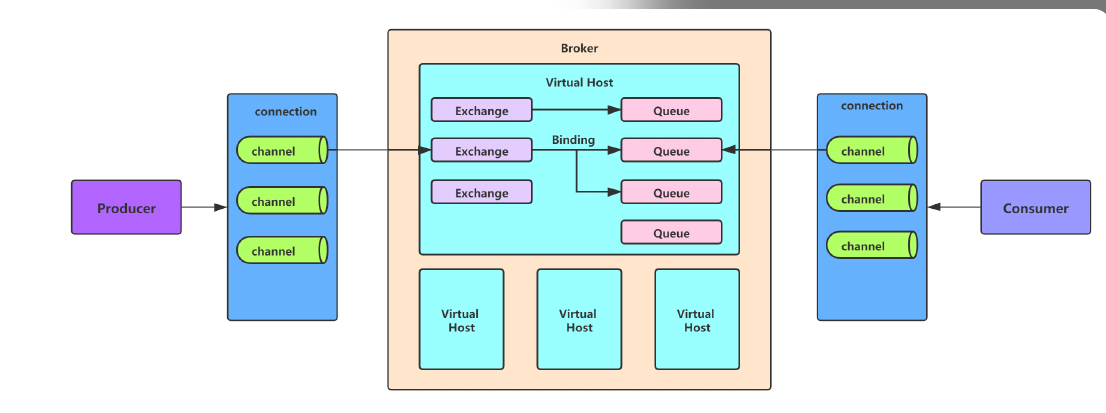 Broker
Virtual Host
connection
Exchange
Queue
connection
channel
Exchange
Binding
Queue
channel
Exchange
Queue
channel
channel
Producer
Consumer
Queue
channel
channel
Virtual
Host
Virtual
Host
Virtual
Host